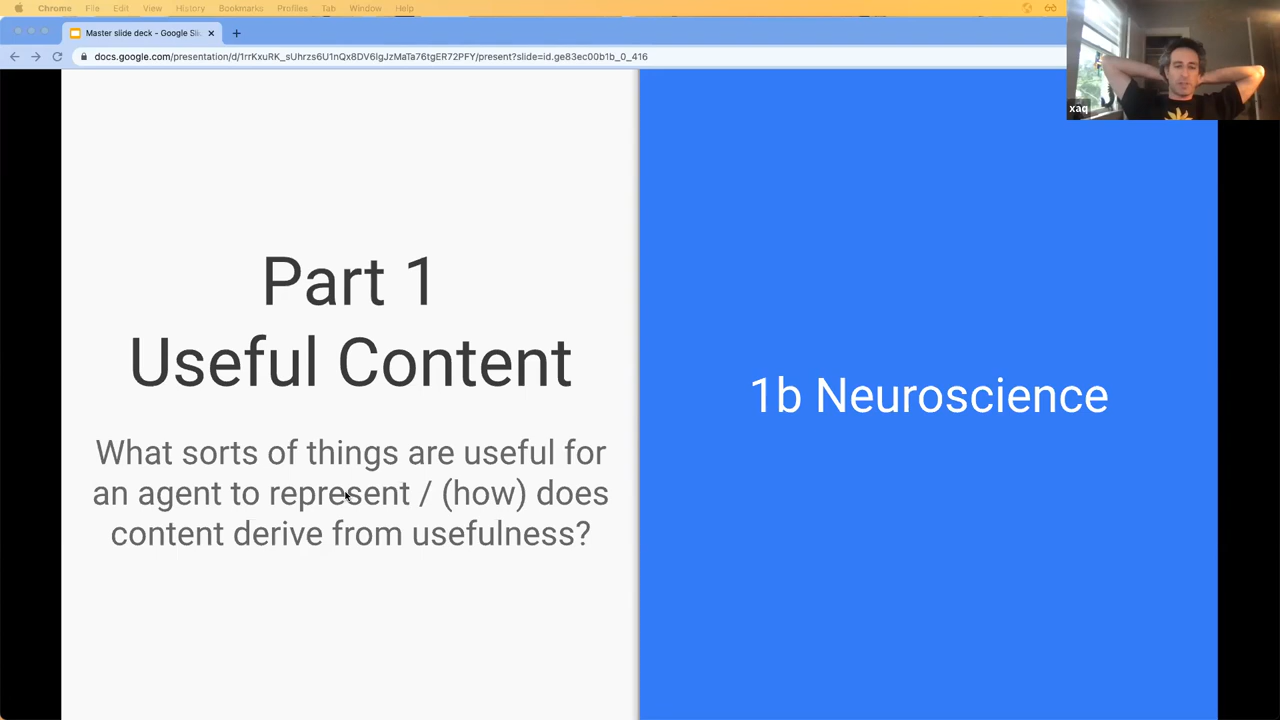 Chrome File Edit View History Bookmarks Profiles Tab Window Help
Master slide deck - Google Sli
docs.google.com/presentation/d/1rrKxuRK_sUhrzs6U1nQx8DV6lgJzMaTa76tgER72PFY/present?slide=id.ge83ec00b1b_0_416
xaq
Part 1
Useful Content
What sorts of things are useful for
an agent to represent / (how) does
content derive from usefulness?
1b Neuroscience